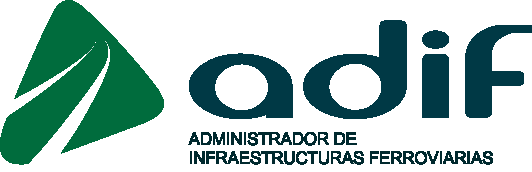 adif
ADMINISTRADOR DE
INFRAESTRUCTURAS FERROVIARIAS